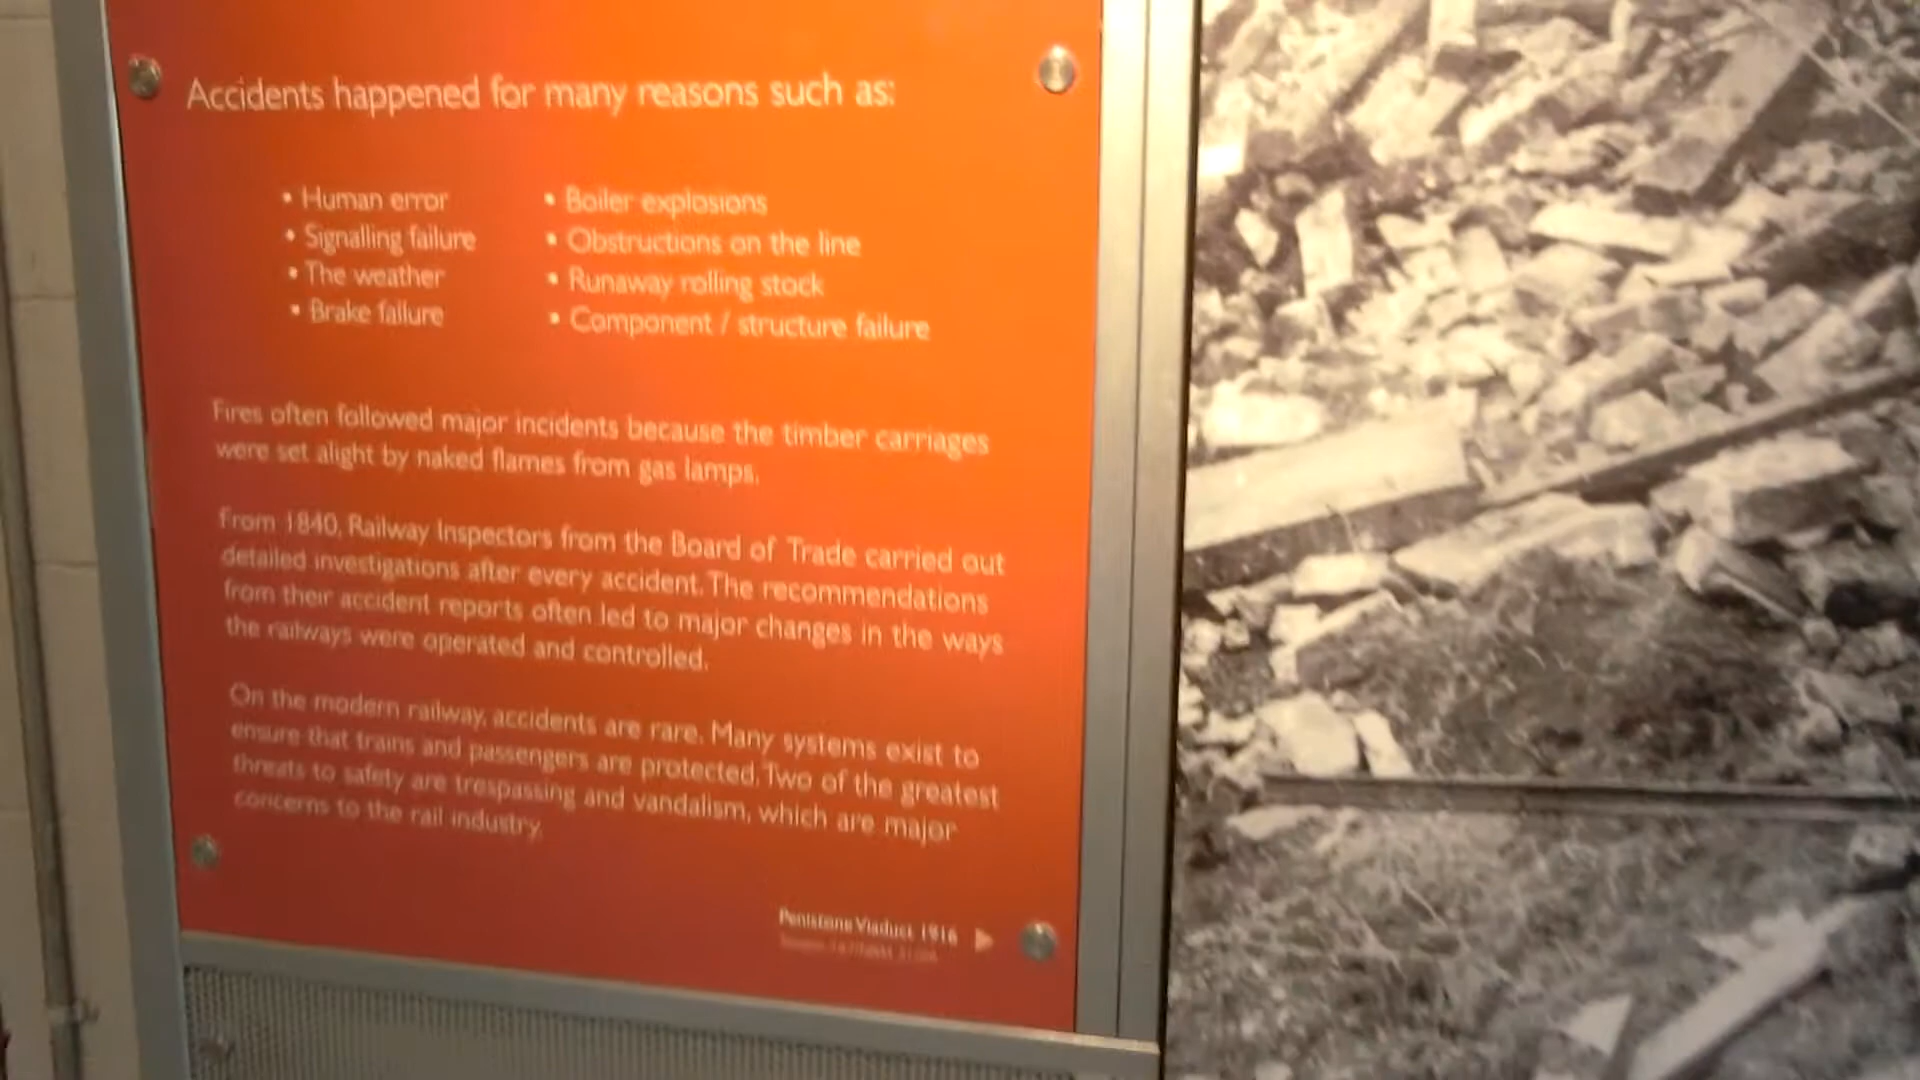 Accidents happened for many reasons such as:
• Human error
• Signalling failure
• The weather
• Brake failure
• Boiler explosions
• Obstructions on the line
• Runaway rolling stock
• Component / structure failure
Fires often followed major incidents because the timber carriages
were set alight by naked flames from gas lamps.
From 1840, Railway Inspectors from the Board of Trade carried out
detailed investigations after every accident. The recommendations
from their accident reports often led to major changes in the ways
the railways were operated and controlled.
On the modern railway, accidents are rare. Many systems exist to
ensure that trains and passengers are protected. Two of the greatest
threats to safety are trespassing and vandalism, which are major
concerns to the rail industry.
Penistone Viaduct 1916